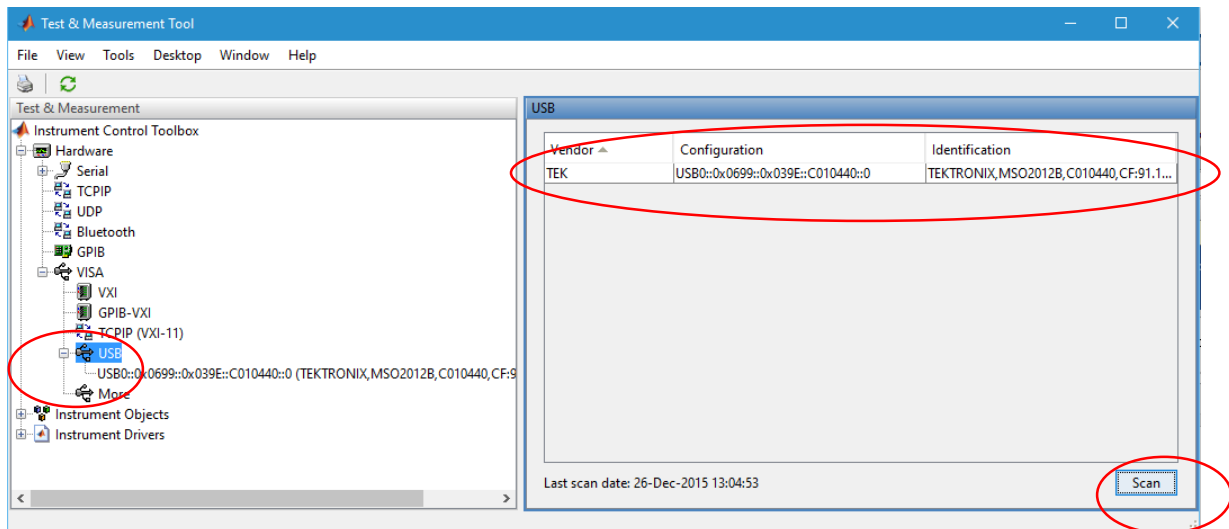 Test & Measurement Tool
File View Tools Desktop Window Help
Test & Measurement
Instrument Control Toolbox
Hardware
Serial
TCPIP
UDP
Bluetooth
GPIB
VISA
VXI
GPIB-VXI
TCPIP (VXI-11)
USB
USB0::0x0699::0x039E::C010440::0 (TEKTRONIX,MSO2012B,C010440,CF:9
More
Instrument Objects
Instrument Drivers
USB
Vendor Configuration Identification
TEK USB0::0x0699::0x039E::C010440::0 TEKTRONIX,MSO2012B,C010440,CF:91.1...
Last scan date: 26-Dec-2015 13:04:53 Scan